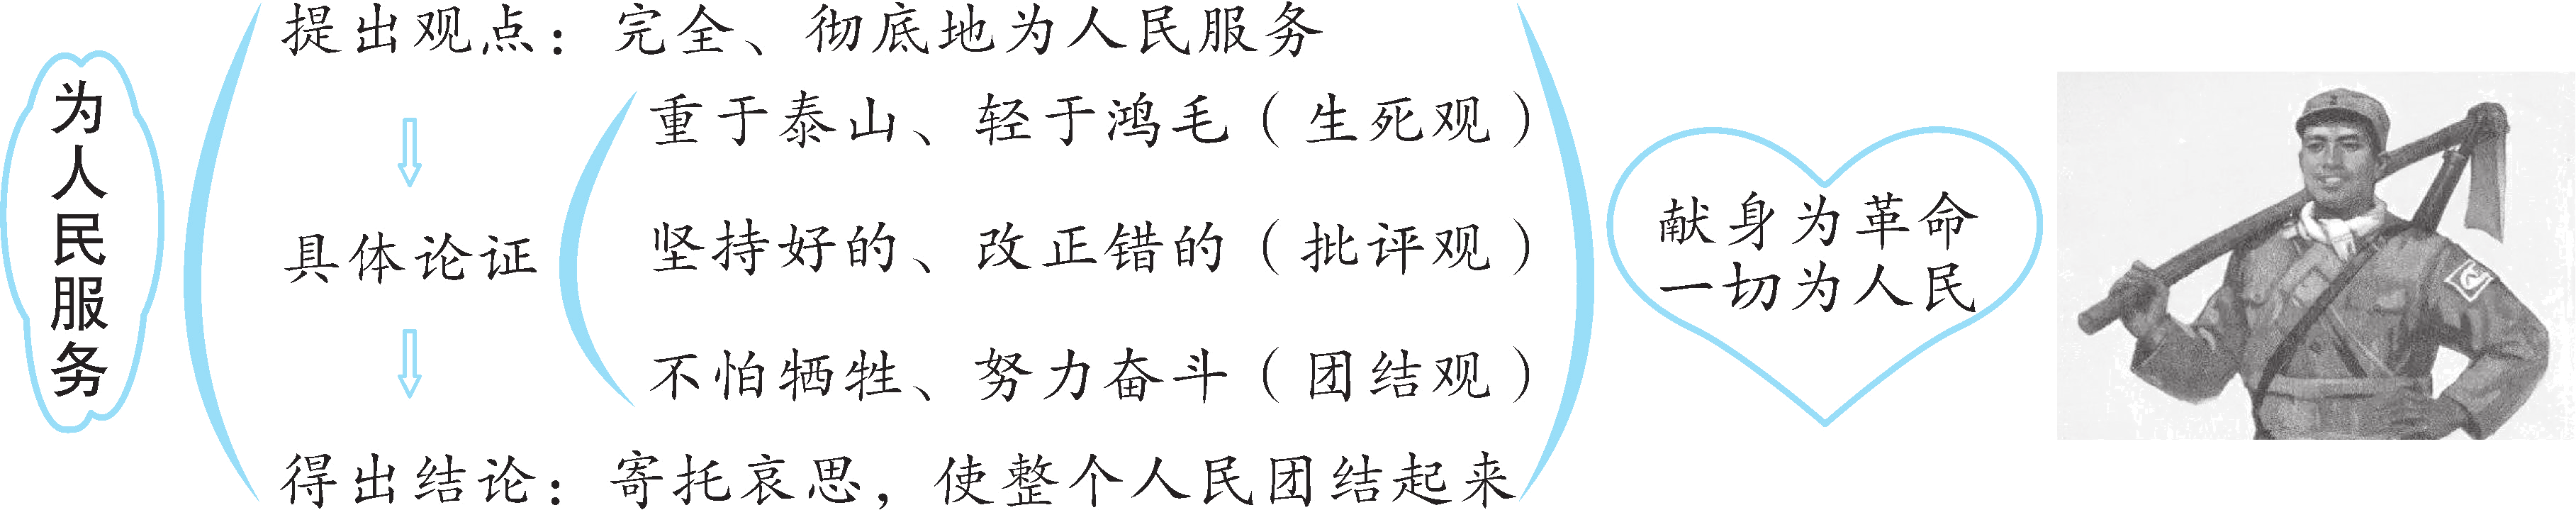 为人民服务
提出观点：完全、彻底地为人民服务
具体论证
重于泰山、轻于鸿毛（生死观）
坚持好的、改正错的（批评观）
不怕牺牲、努力奋斗（团结观）
得出结论：寄托哀思，使整个人民团结起来
献身为革命
一切为人民